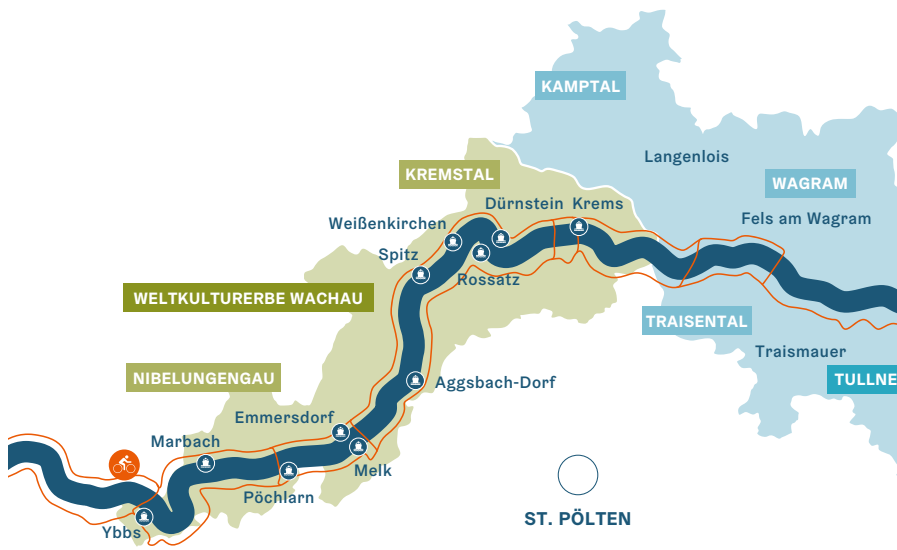 KAMPTAL
Langenlois
KREMSTAL
WAGRAM
Dürnstein Krems
Fels am Wagram
Weißenkirchen
Spitz
Rossatz
WELTKULTURERBE WACHAU
TRAISENTAL
Traismauer
NIBELUNGENGAU
TULLNE
Aggsbach-Dorf
Emmersdorf
Marbach
Melk
Pöchlarn
ST. PÖLTEN
Ybbs